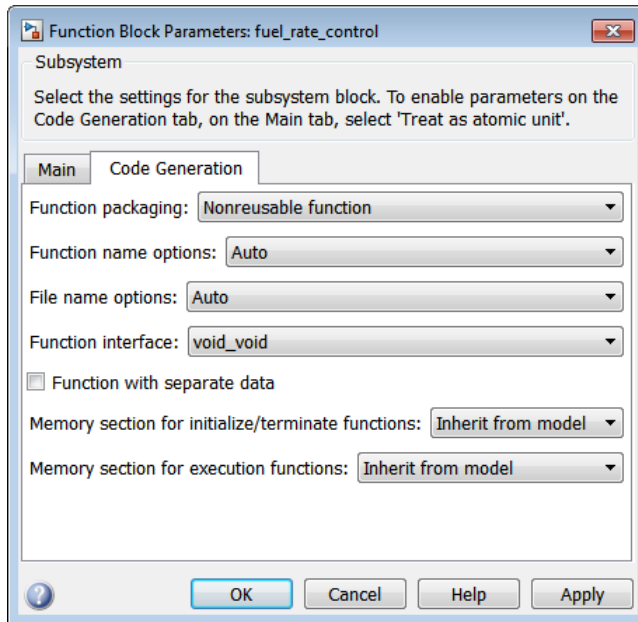 Function Block Parameters: fuel_rate_control
Subsystem
Select the settings for the subsystem block. To enable parameters on the
Code Generation tab, on the Main tab, select 'Treat as atomic unit'.
Main Code Generation
Function packaging: Nonreusable function
Function name options: Auto
File name options: Auto
Function interface: void_void
Function with separate data
Memory section for initialize/terminate functions: Inherit from model
Memory section for execution functions: Inherit from model
OK Cancel Help Apply